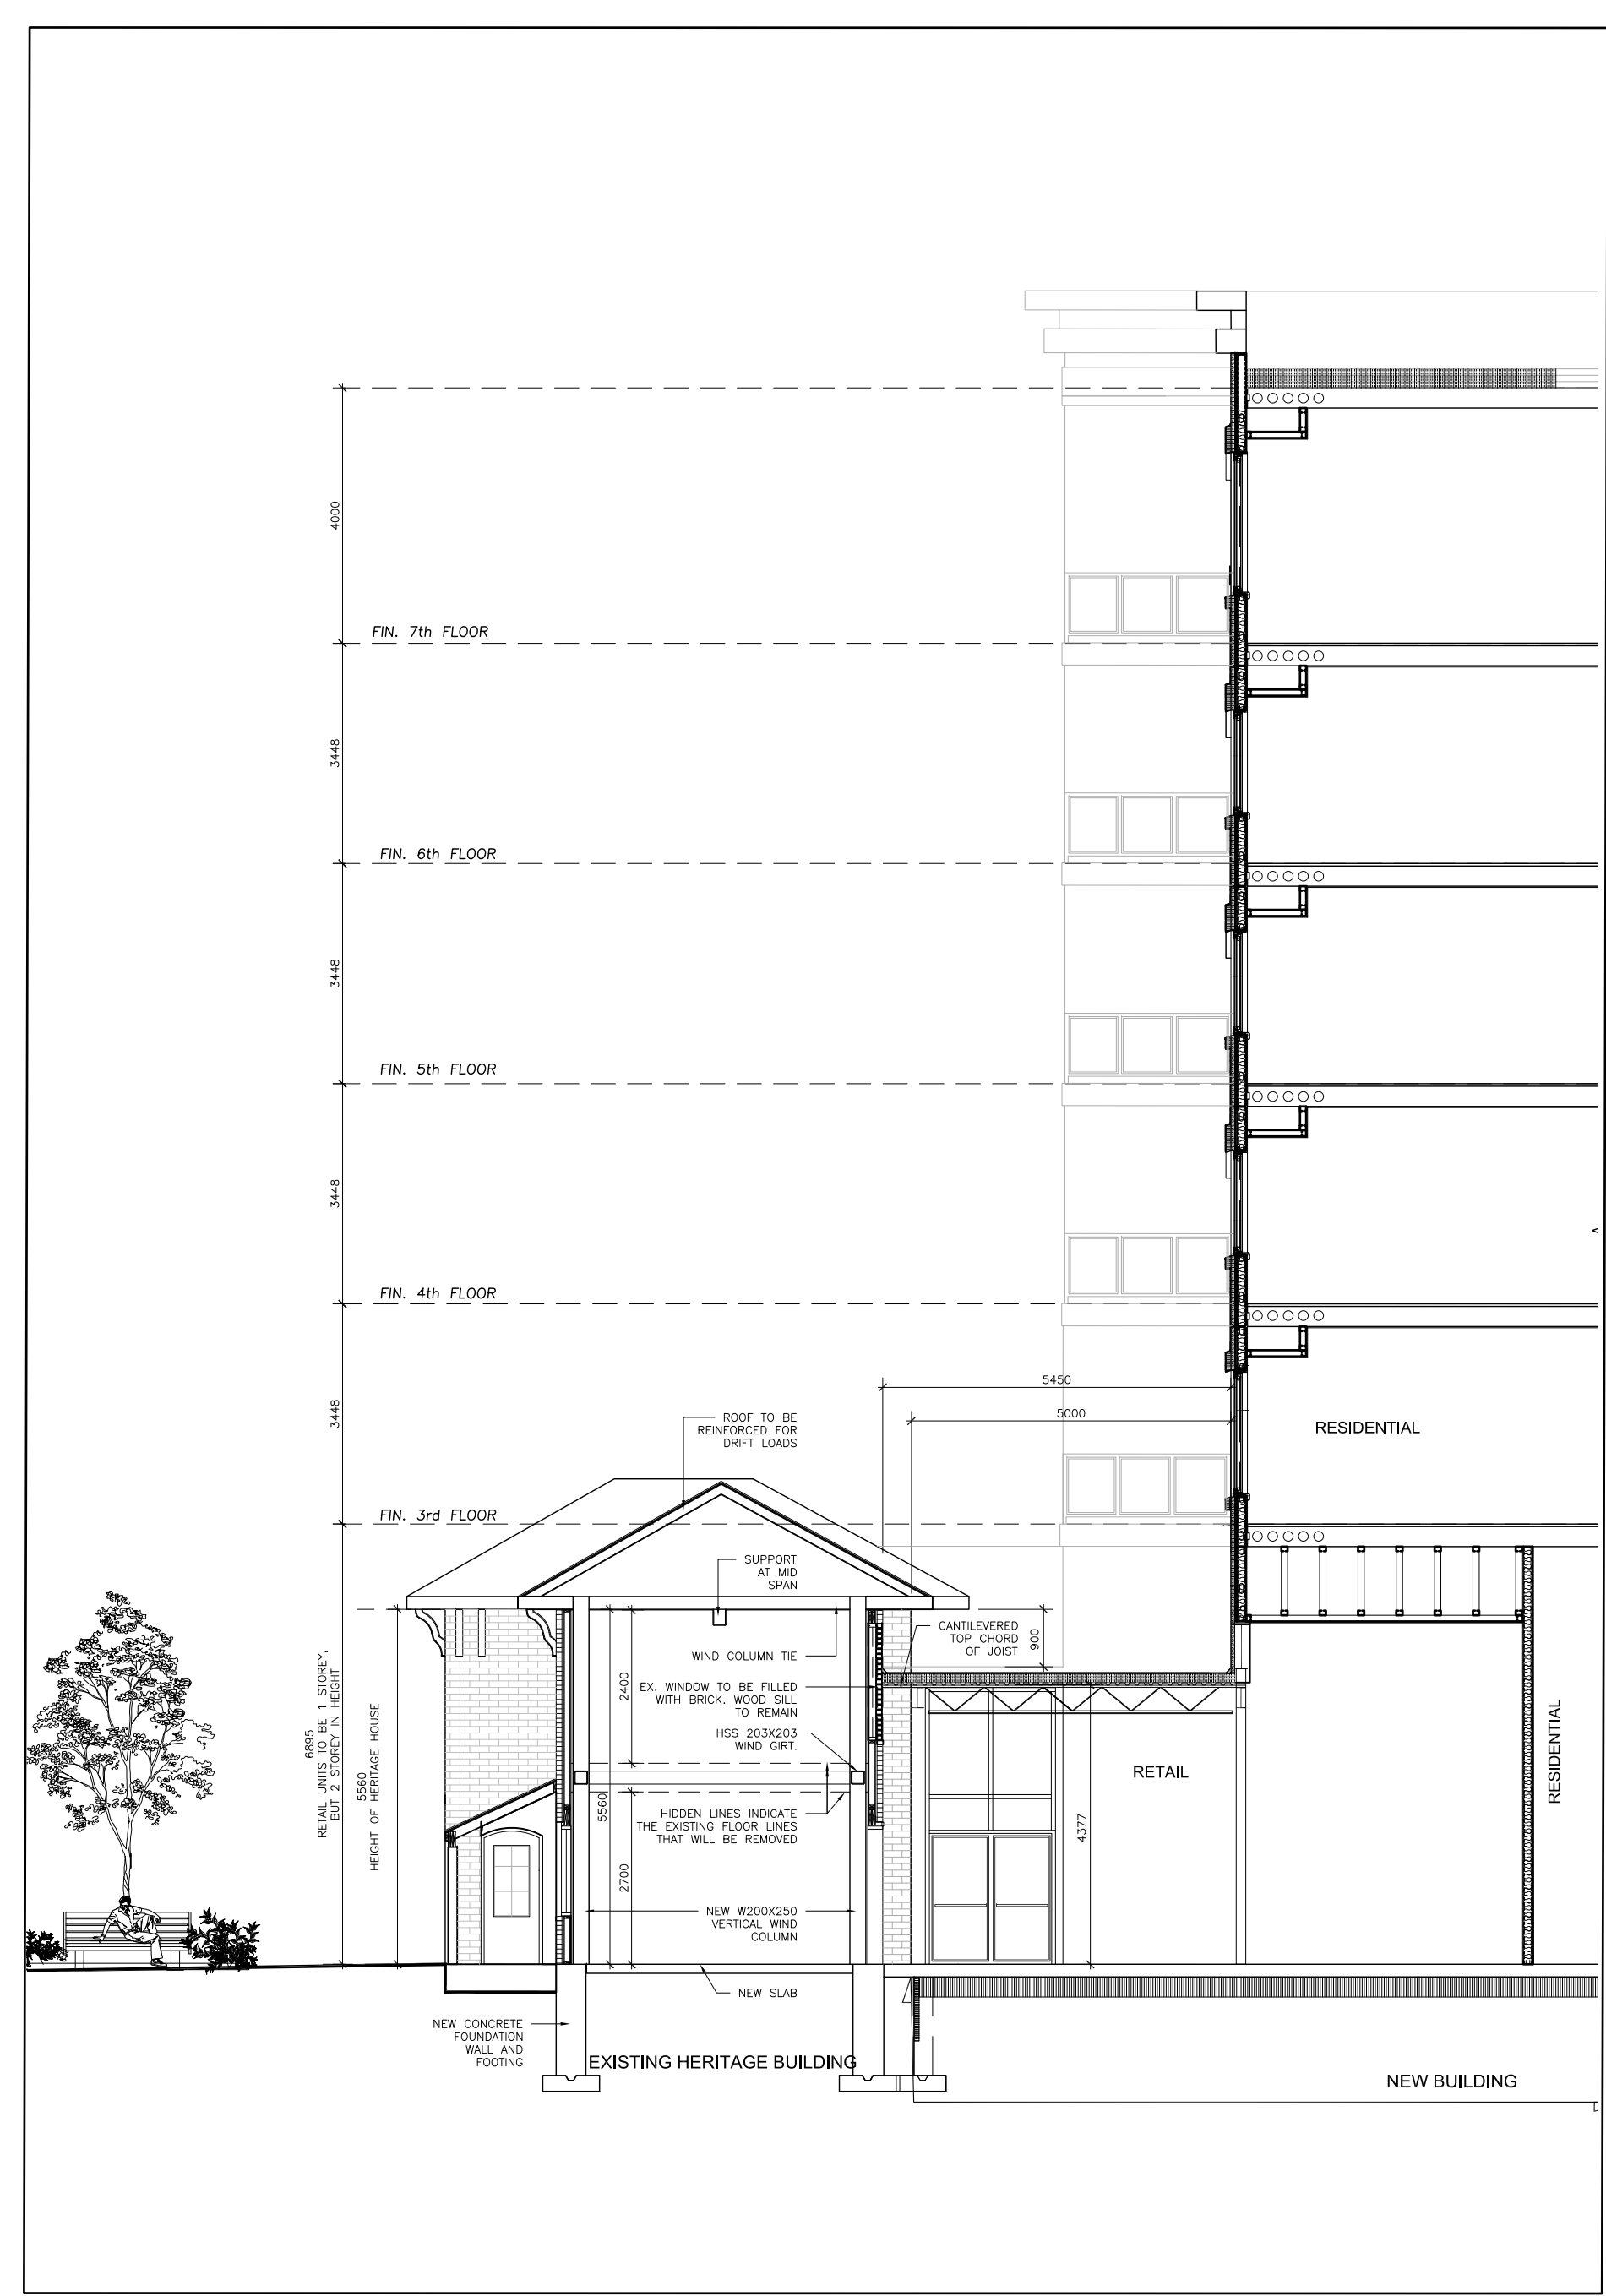 4000
FIN. 7th FLOOR
3448
FIN. 6th FLOOR
3448
FIN. 5th FLOOR
3448
FIN. 4th FLOOR
3448
FIN. 3rd FLOOR
5450
5000
RESIDENTIAL
ROOF TO BE
REINFORCED FOR
DRIFT LOADS
SUPPORT
AT MID
SPAN
CANTILEVERED
TOP CHORD
OF JOIST
900
WIND COLUMN TIE
EX. WINDOW TO BE FILLED
WITH BRICK. WOOD SILL
TO REMAIN
HSS 203X203
WIND GIRT.
2400
6895
RETAIL UNITS TO BE 1 STOREY,
BUT 2 STOREY IN HEIGHT
5560
HEIGHT OF HERITAGE HOUSE
5560
HIDDEN LINES INDICATE
THE EXISTING FLOOR LINES
THAT WILL BE REMOVED
2700
RETAIL
RESIDENTIAL
4377
NEW W200X250
VERTICAL WIND
COLUMN
NEW SLAB
NEW CONCRETE
FOUNDATION
WALL AND
FOOTING
EXISTING HERITAGE BUILDING
NEW BUILDING